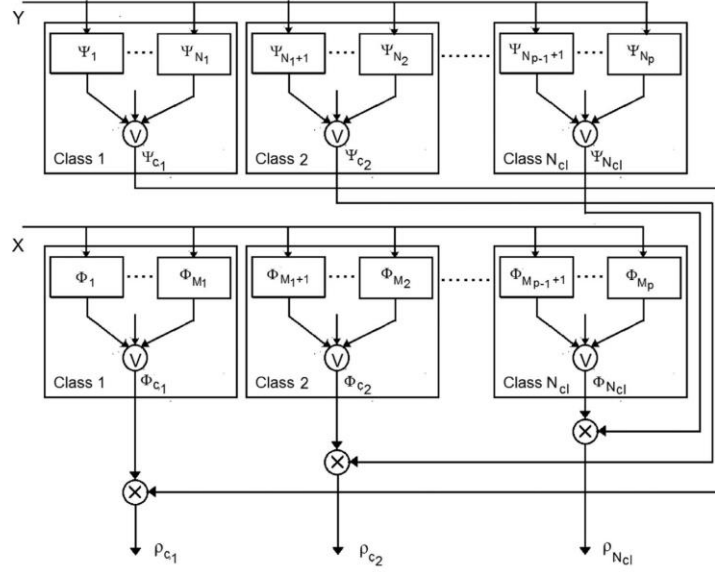 Y
Ψ1 ΨN1 ΨN1+1 ΨN2 ΨNp-1+1 ΨNp
V V V
Class 1 Ψc1 Class 2 Ψc2 Class Ncl ΨNcl
X
Φ1 ΦM1 ΦM1+1 ΦM2 ΦMp-1+1 ΦMp
V V V
Class 1 Φc1 Class 2 Φc2 Class Ncl ΦNcl
ρc1 ρc2 ρNcl